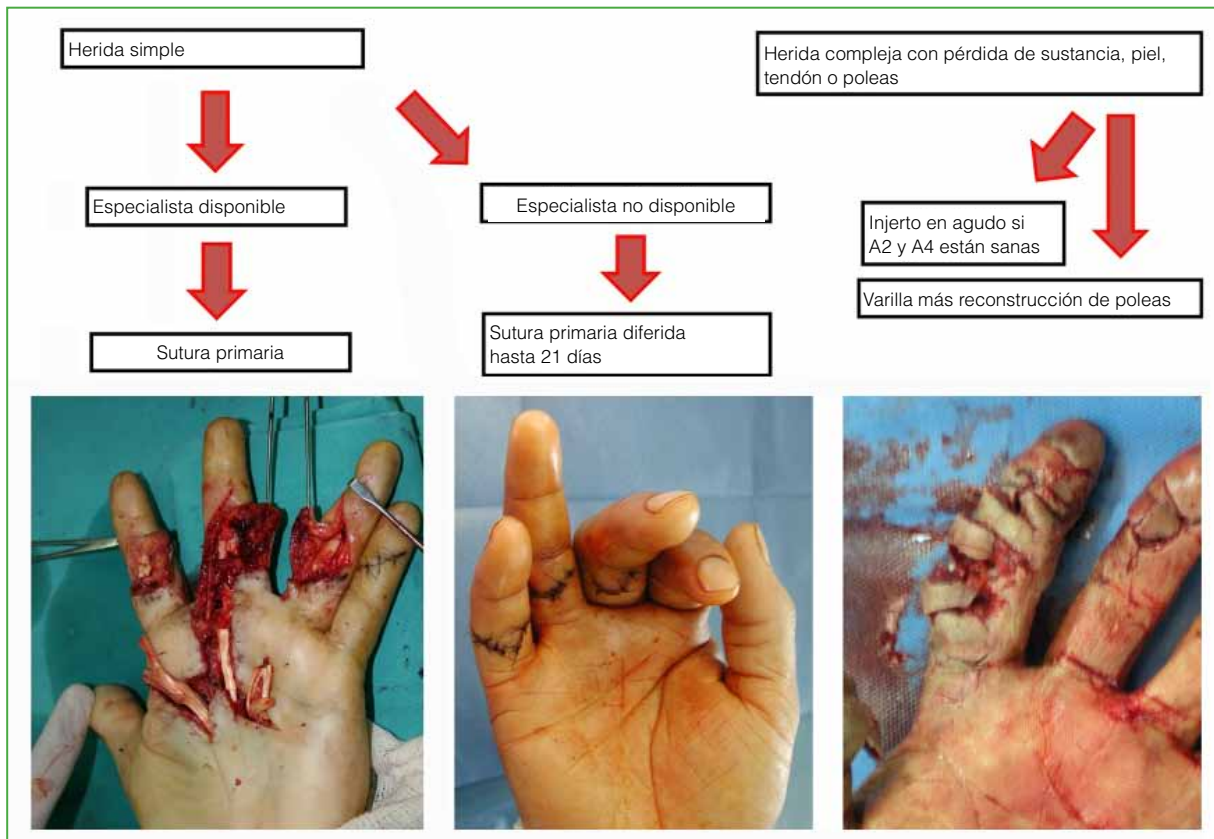 Herida simple
Herida compleja con pérdida de sustancia, piel,
tendón o poleas
Especialista disponible
Especialista no disponible
Injerto en agudo si
A2 y A4 están sanas
Varilla más reconstrucción de poleas
Sutura primaria
Sutura primaria diferida
hasta 21 días